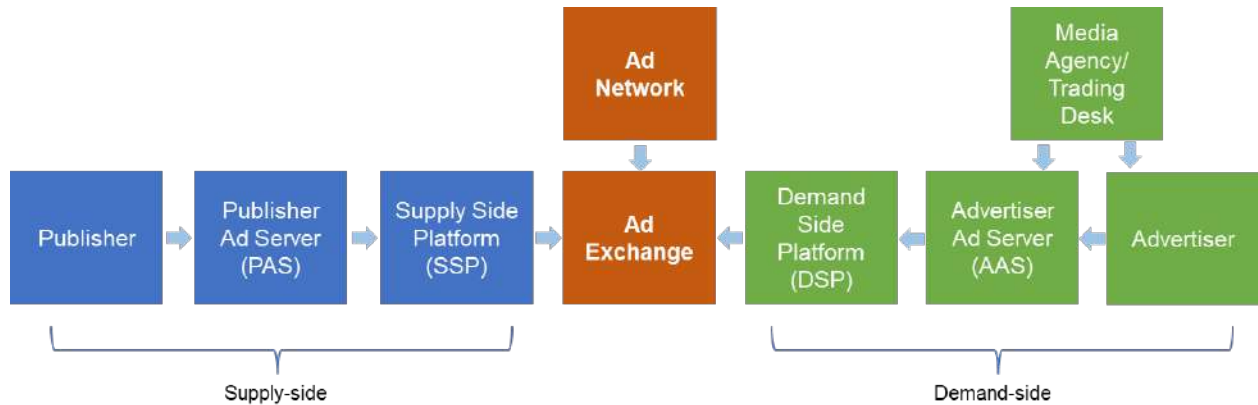 Ad
Network
Media
Agency/
Trading
Desk
Publisher
Publisher
Ad Server
(PAS)
Supply Side
Platform
(SSP)
Ad
Exchange
Demand
Side
Platform
(DSP)
Advertiser
Ad Server
(AAS)
Advertiser
Supply-side
Demand-side